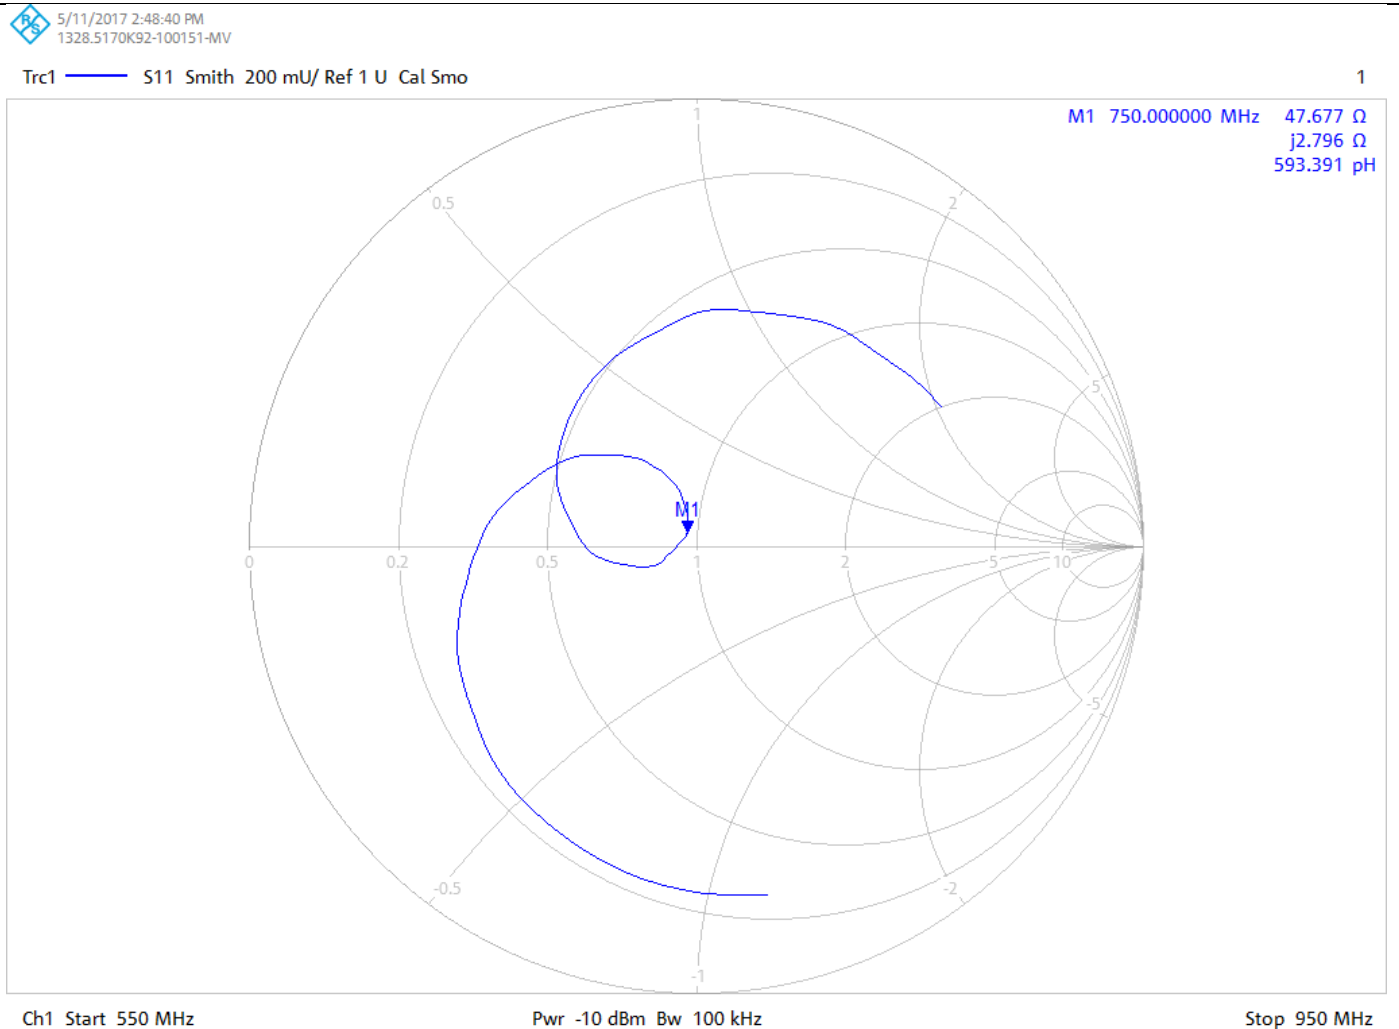 R&S
5/11/2017 2:48:40 PM
1328.5170K92-100151-MV
Trc1 S11 Smith 200 mU/ Ref 1 U Cal Smo 1
M1 750.000000 MHz 47.677 Ω
j2.796 Ω
593.391 pH
1
0.5 2
5
M1
0 0.2 0.5 1 2 5 10
-5
-0.5 -2
-1
Ch1 Start 550 MHz Pwr -10 dBm Bw 100 kHz Stop 950 MHz